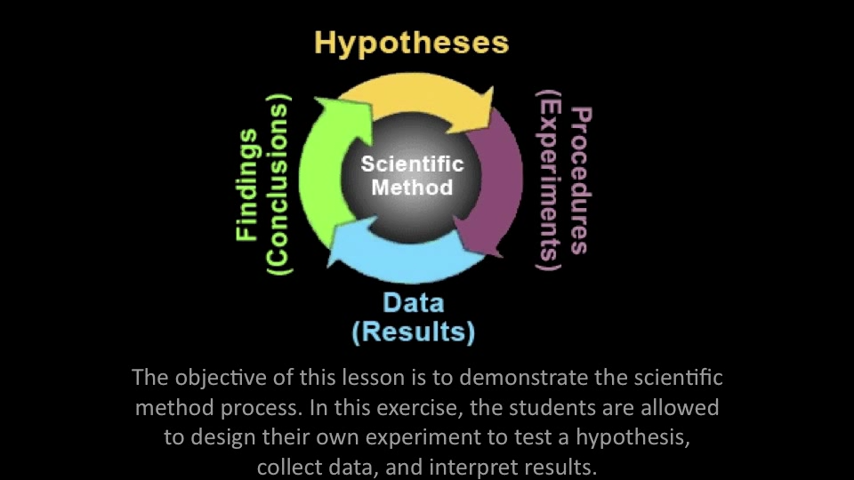 Hypotheses
Procedures
(Experiments)
Scientific
Method
Findings
(Conclusions)
Data
(Results)
The objective of this lesson is to demonstrate the scientific
method process. In this exercise, the students are allowed
to design their own experiment to test a hypothesis,
collect data, and interpret results.